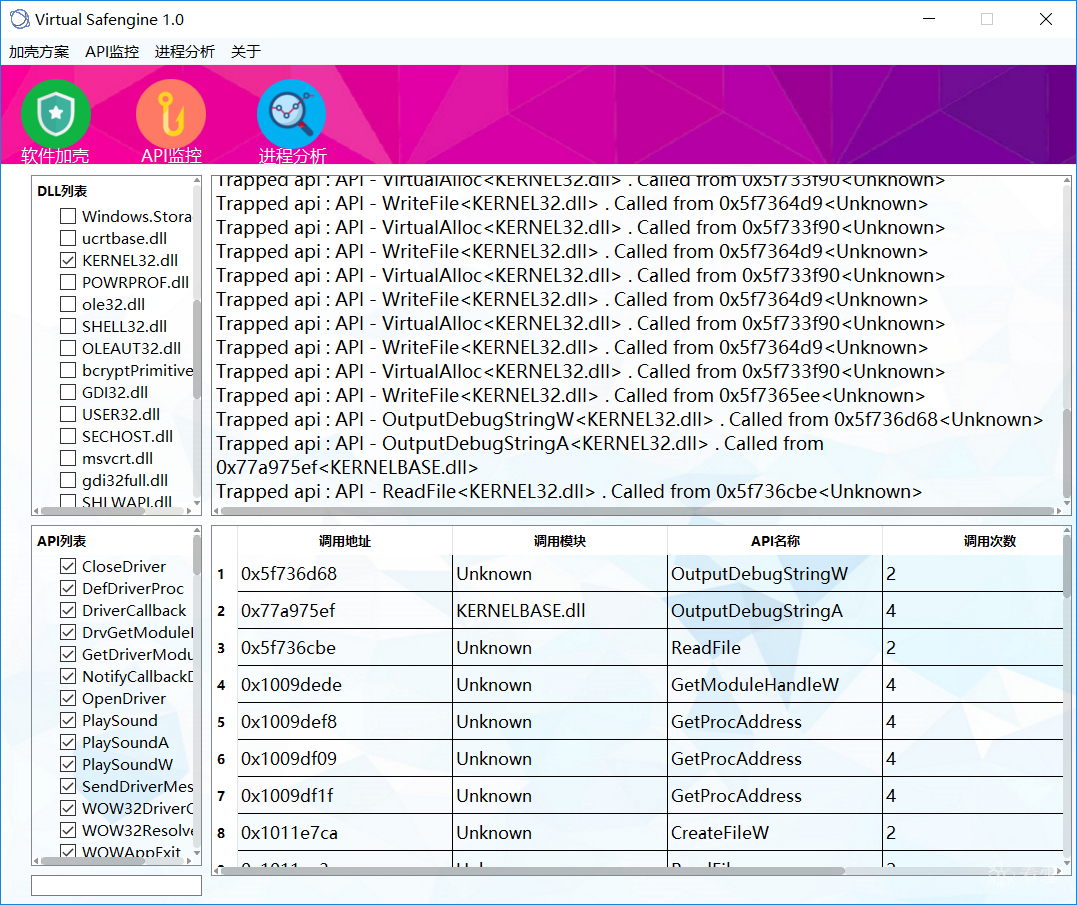 Virtual Safengine 1.0
加壳方案 API监控 进程分析 关于
软件加壳 API监控 进程分析
DLL列表
Windows.Stora
ucrtbase.dll
KERNEL32.dll
POWRPROF.dll
ole32.dll
SHELL32.dll
OLEAUT32.dll
bcryptPrimitive
GDI32.dll
USER32.dll
SECHOST.dll
msvcrt.dll
gdi32full.dll
SHLWAPI.dll
Trapped api : API - VirtualAlloc<KERNEL32.dll> . Called from 0x5f733f90<Unknown>
Trapped api : API - WriteFile<KERNEL32.dll> . Called from 0x5f7364d9<Unknown>
Trapped api : API - VirtualAlloc<KERNEL32.dll> . Called from 0x5f733f90<Unknown>
Trapped api : API - WriteFile<KERNEL32.dll> . Called from 0x5f7364d9<Unknown>
Trapped api : API - VirtualAlloc<KERNEL32.dll> . Called from 0x5f733f90<Unknown>
Trapped api : API - WriteFile<KERNEL32.dll> . Called from 0x5f7364d9<Unknown>
Trapped api : API - VirtualAlloc<KERNEL32.dll> . Called from 0x5f733f90<Unknown>
Trapped api : API - WriteFile<KERNEL32.dll> . Called from 0x5f7364d9<Unknown>
Trapped api : API - VirtualAlloc<KERNEL32.dll> . Called from 0x5f733f90<Unknown>
Trapped api : API - WriteFile<KERNEL32.dll> . Called from 0x5f7365ee<Unknown>
Trapped api : API - OutputDebugStringW<KERNEL32.dll> . Called from 0x5f736d68<Unknown>
Trapped api : API - OutputDebugStringA<KERNEL32.dll> . Called from
0x77a975ef<KERNELBASE.dll>
Trapped api : API - ReadFile<KERNEL32.dll> . Called from 0x5f736cbe<Unknown>
API列表
CloseDriver
DefDriverProc
DriverCallback
DrvGetModule
GetDriverModu
NotifyCallback
OpenDriver
PlaySound
PlaySoundA
PlaySoundW
SendDriverMes
WOW32Driver
WOW32Resolve
WOWAppExit
调用地址 调用模块 API名称 调用次数
1 0x5f736d68 Unknown OutputDebugStringW 2
2 0x77a975ef KERNELBASE.dll OutputDebugStringA 4
3 0x5f736cbe Unknown ReadFile 2
4 0x1009dede Unknown GetModuleHandleW 4
5 0x1009def8 Unknown GetProcAddress 4
6 0x1009df09 Unknown GetProcAddress 4
7 0x1009df1f Unknown GetProcAddress 4
8 0x1011e7ca Unknown CreateFileW 2